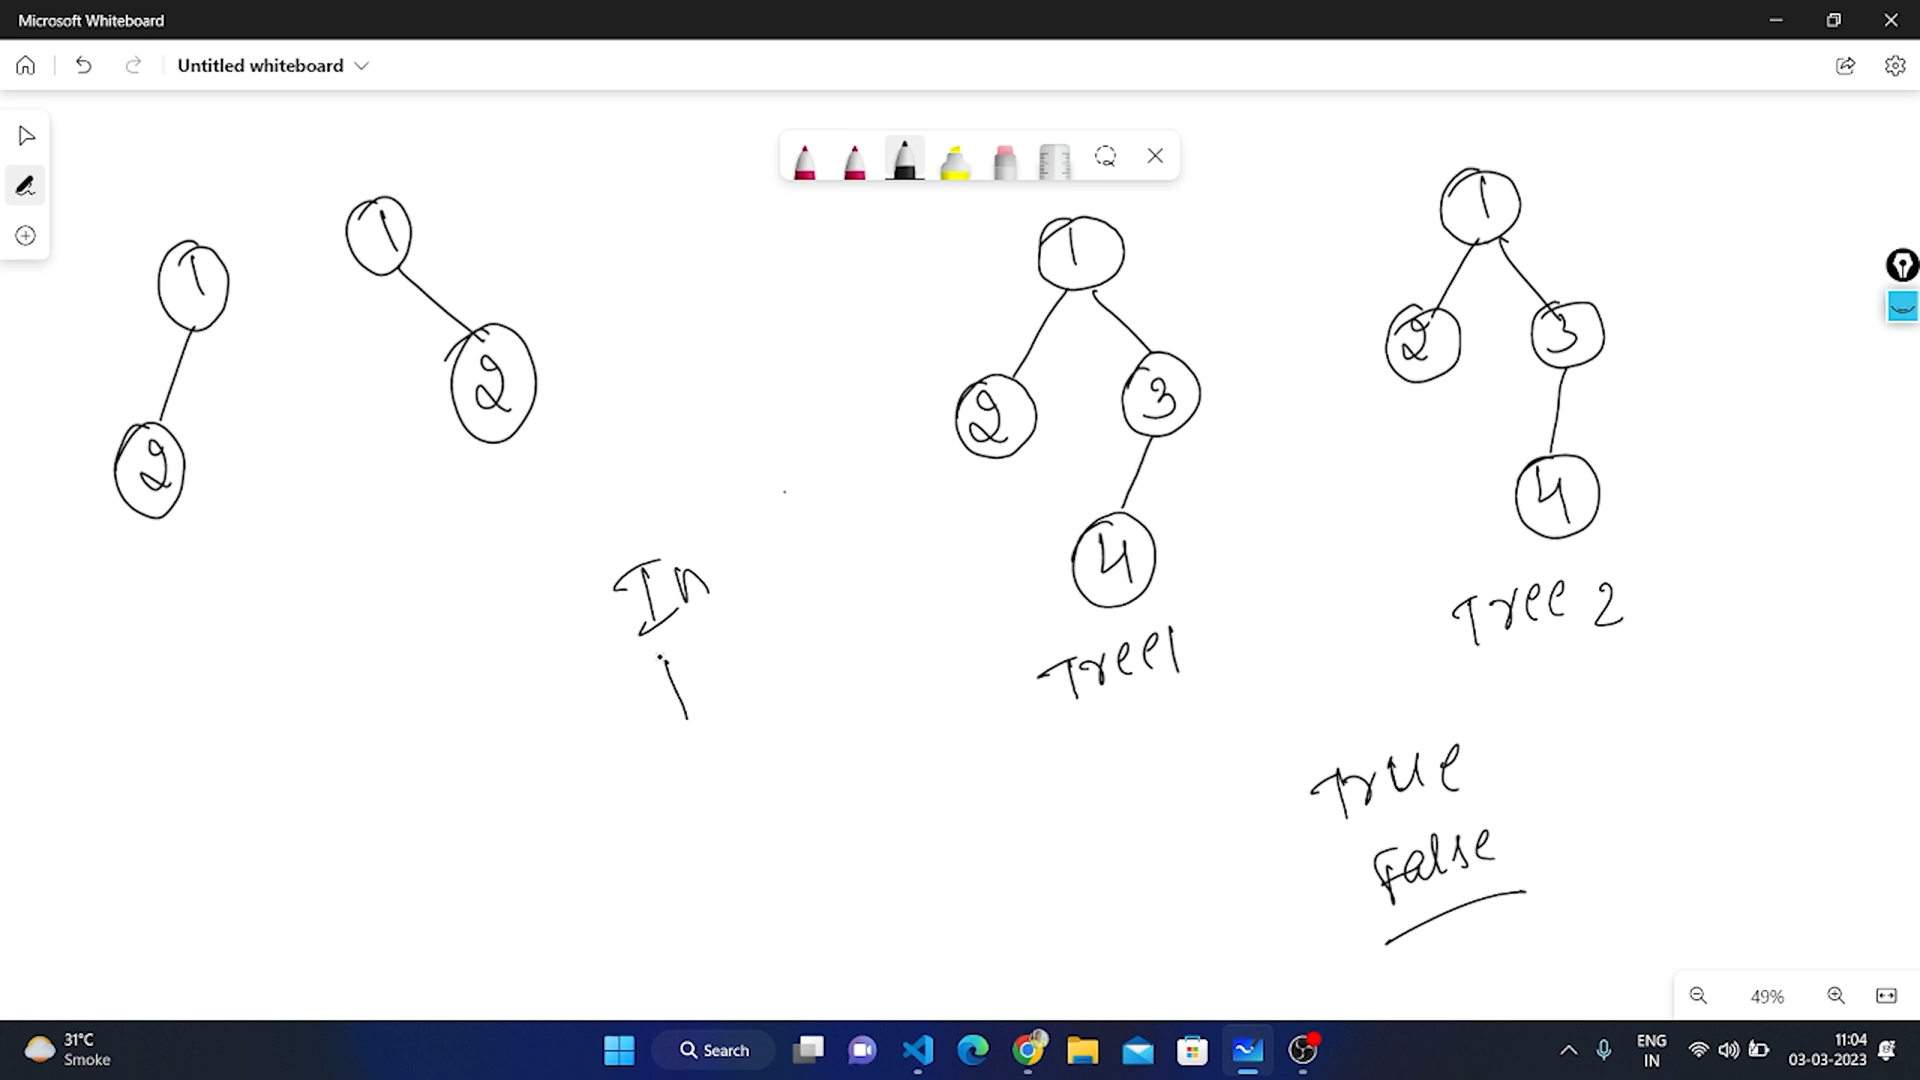 Microsoft Whiteboard
Untitled whiteboard
1
2
1
2
1
2
3
4
Tree1
1
2
3
4
Tree 2
In
1
True
False
49%
31°C
Smoke
Search
ENG
IN
11:04
03-03-2023